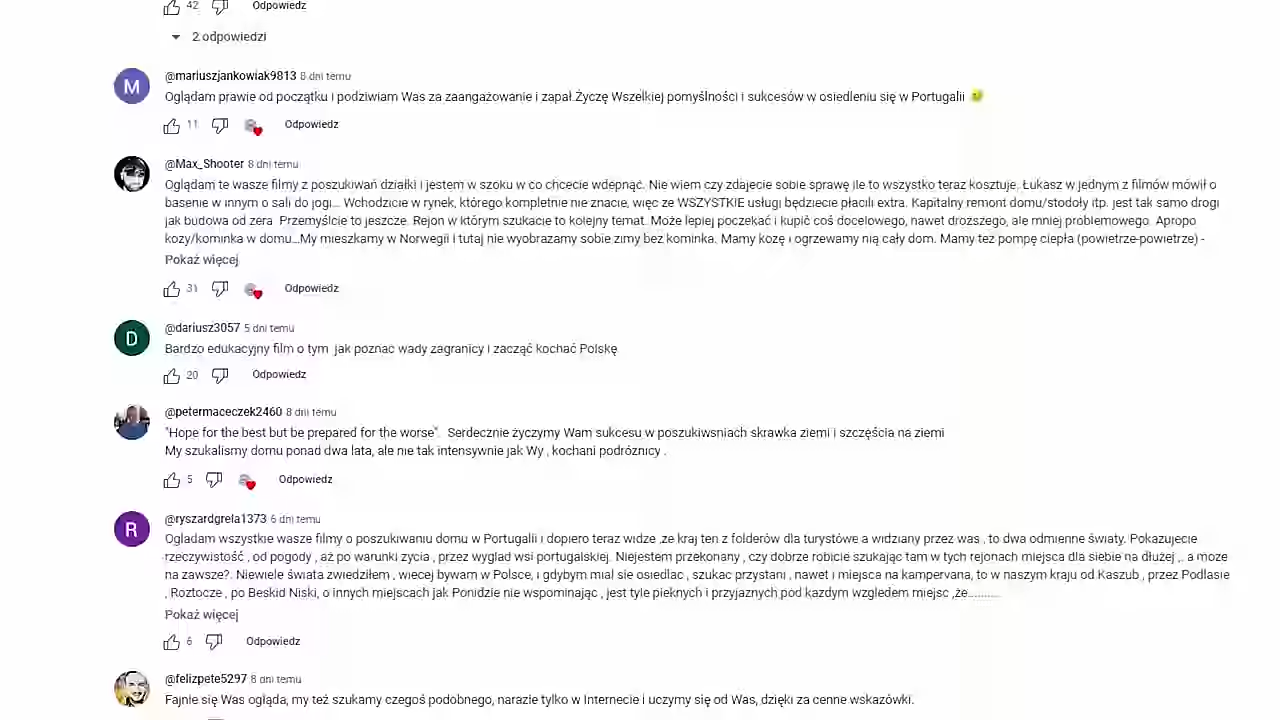 42 Odpowiedz
2 odpowiedzi
M
@mariuszjankowiak9813 8 dni temu
Oglądam prawie od początku i podziwiam Was za zaangażowanie i zapał.Życzę Wszelkiej pomyślności i sukcesów w osiedleniu się w Portugalii
11 Odpowiedz
@Max_Shooter 8 dni temu
Oglądam te wasze filmy z poszukiwań działki i jestem w szoku w co chcecie wdepnąć. Nie wiem czy zdajecie sobie sprawę ile to wszystko teraz kosztuje. Łukasz w jednym z filmów mówił o
basenie w innym o sali do jogi... Wchodzicie w rynek, którego kompletnie nie znacie, więc ze WSZYSTKIE usługi będziecie płacili extra. Kapitalny remont domu/stodoły itp. jest tak samo drogi
jak budowa od zera. Przemyślcie to jeszcze. Rejon w którym szukacie to kolejny temat. Może lepiej poczekać i kupić coś docelowego, nawet droższego, ale mniej problemowego. Apropo
kozy/kominka w domu...My mieszkamy w Norwegii i tutaj nie wyobrazamy sobie zimy bez kominka. Mamy kozę i ogrzewamy nią cały dom. Mamy tez pompę ciepła (powietrze-powietrze) -
Pokaż więcej
31 Odpowiedz
D
@dariusz3057 5 dni temu
Bardzo edukacyjny film o tym jak poznac wady zagranicy i zacząć kochać Polskę
20 Odpowiedz
@petermaceczek2460 8 dni temu
"Hope for the best but be prepared for the worse". Serdecznie życzymy Wam sukcesu w poszukiwsniach skrawka ziemi i szczęścia na ziemi
My szukalismy domu ponad dwa lata, ale nie tak intensywnie jak Wy , kochani podróznicy .
5 Odpowiedz
R
@ryszardgrela1373 6 dni temu
Ogladam wszystkie wasze filmy o poszukiwaniu domu w Portugalii i dopiero teraz widze ,ze kraj ten z folderów dla turystówe a widziany przez was , to dwa odmienne światy. Pokazujecie
rzeczywistość , od pogody , aż po warunki zycia , przez wyglad wsi portugalskiej. Niejestem przekonany , czy dobrze robicie szukając tam w tych rejonach miejsca dla siebie na dłużej ,.. a moze
na zawsze?. Niewiele świata zwiedziłem , wiecej bywam w Polsce, i gdybym mial sie osiedlac , szukac przystani , nawet i miejsca na kampervana, to w naszym kraju od Kaszub , przez Podlasie
, Roztocze , po Beskid Niski, o innych miejscach jak Ponidzie nie wspominając , jest tyle pieknych i przyjaznych pod kazdym wzgledem miejsc ,że..........
Pokaż więcej
6 Odpowiedz
@felizpete5297 8 dni temu
Fajnie się Was ogląda, my też szukamy czegoś podobnego, narazie tylko w Internecie i uczymy się od Was, dzięki za cenne wskazówki.